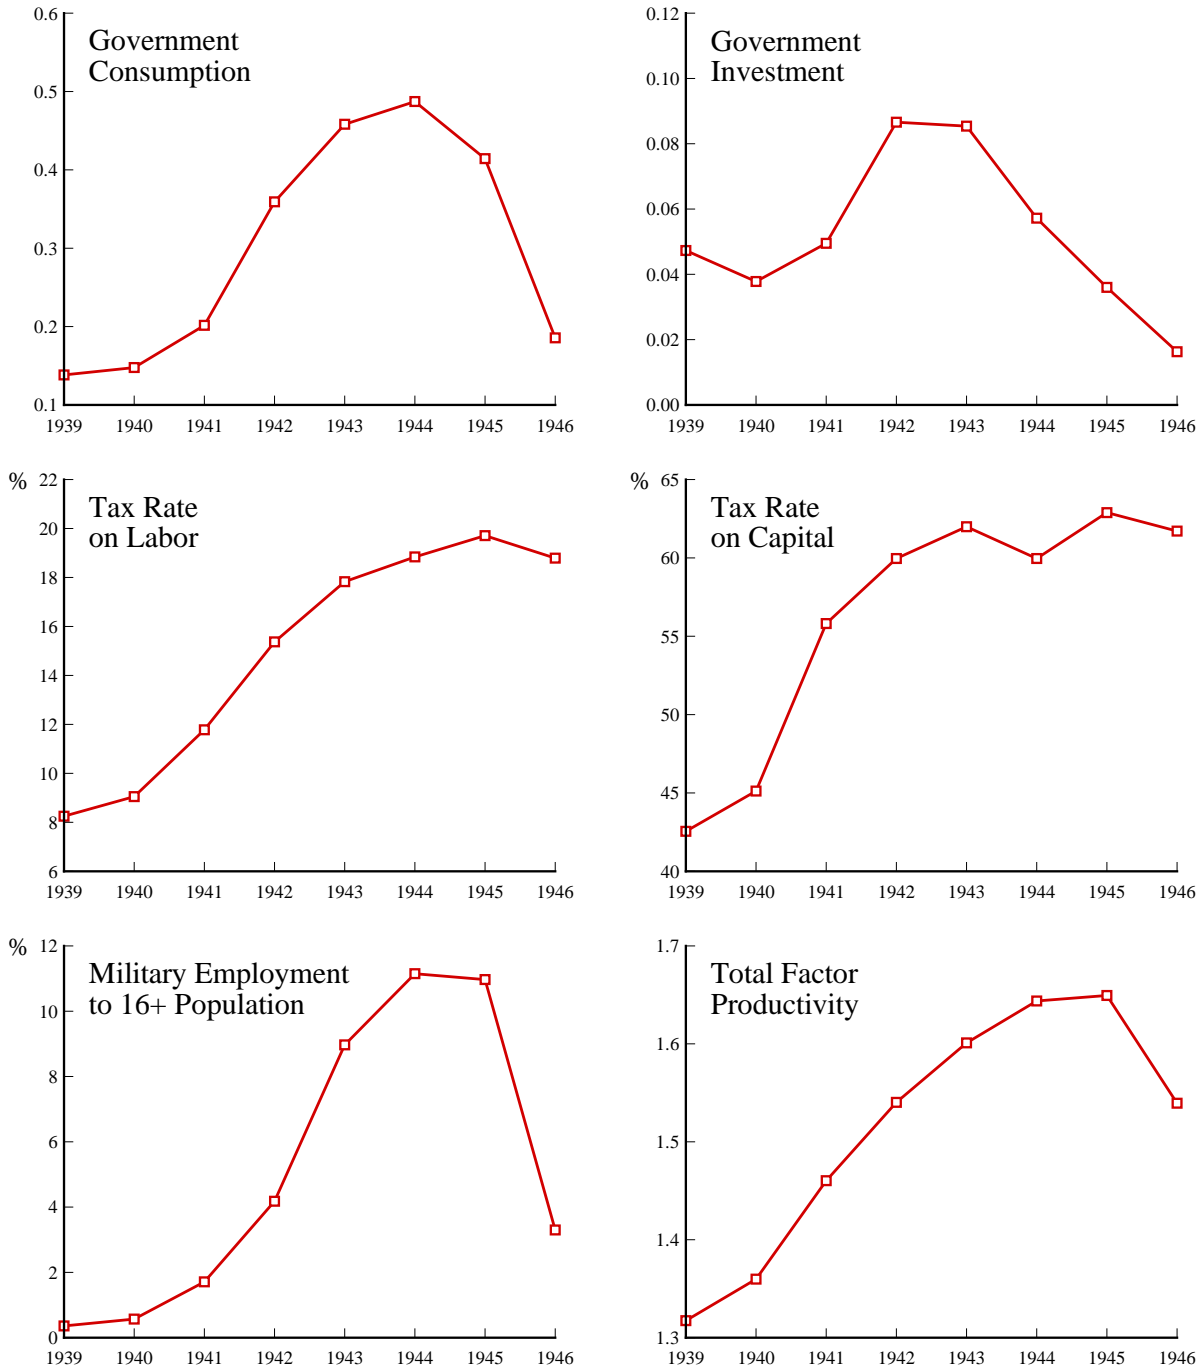 Government
Consumption
0.6
0.5
0.4
0.3
0.2
0.1
1939 1940 1941 1942 1943 1944 1945 1946
Government
Investment
0.12
0.10
0.08
0.06
0.04
0.02
0.00
1939 1940 1941 1942 1943 1944 1945 1946
Tax Rate
on Labor
% 22
20
18
16
14
12
10
8
6
1939 1940 1941 1942 1943 1944 1945 1946
Tax Rate
on Capital
% 65
60
55
50
45
40
1939 1940 1941 1942 1943 1944 1945 1946
Military Employment
to 16+ Population
% 12
10
8
6
4
2
0
1939 1940 1941 1942 1943 1944 1945 1946
Total Factor
Productivity
1.7
1.6
1.5
1.4
1.3
1939 1940 1941 1942 1943 1944 1945 1946